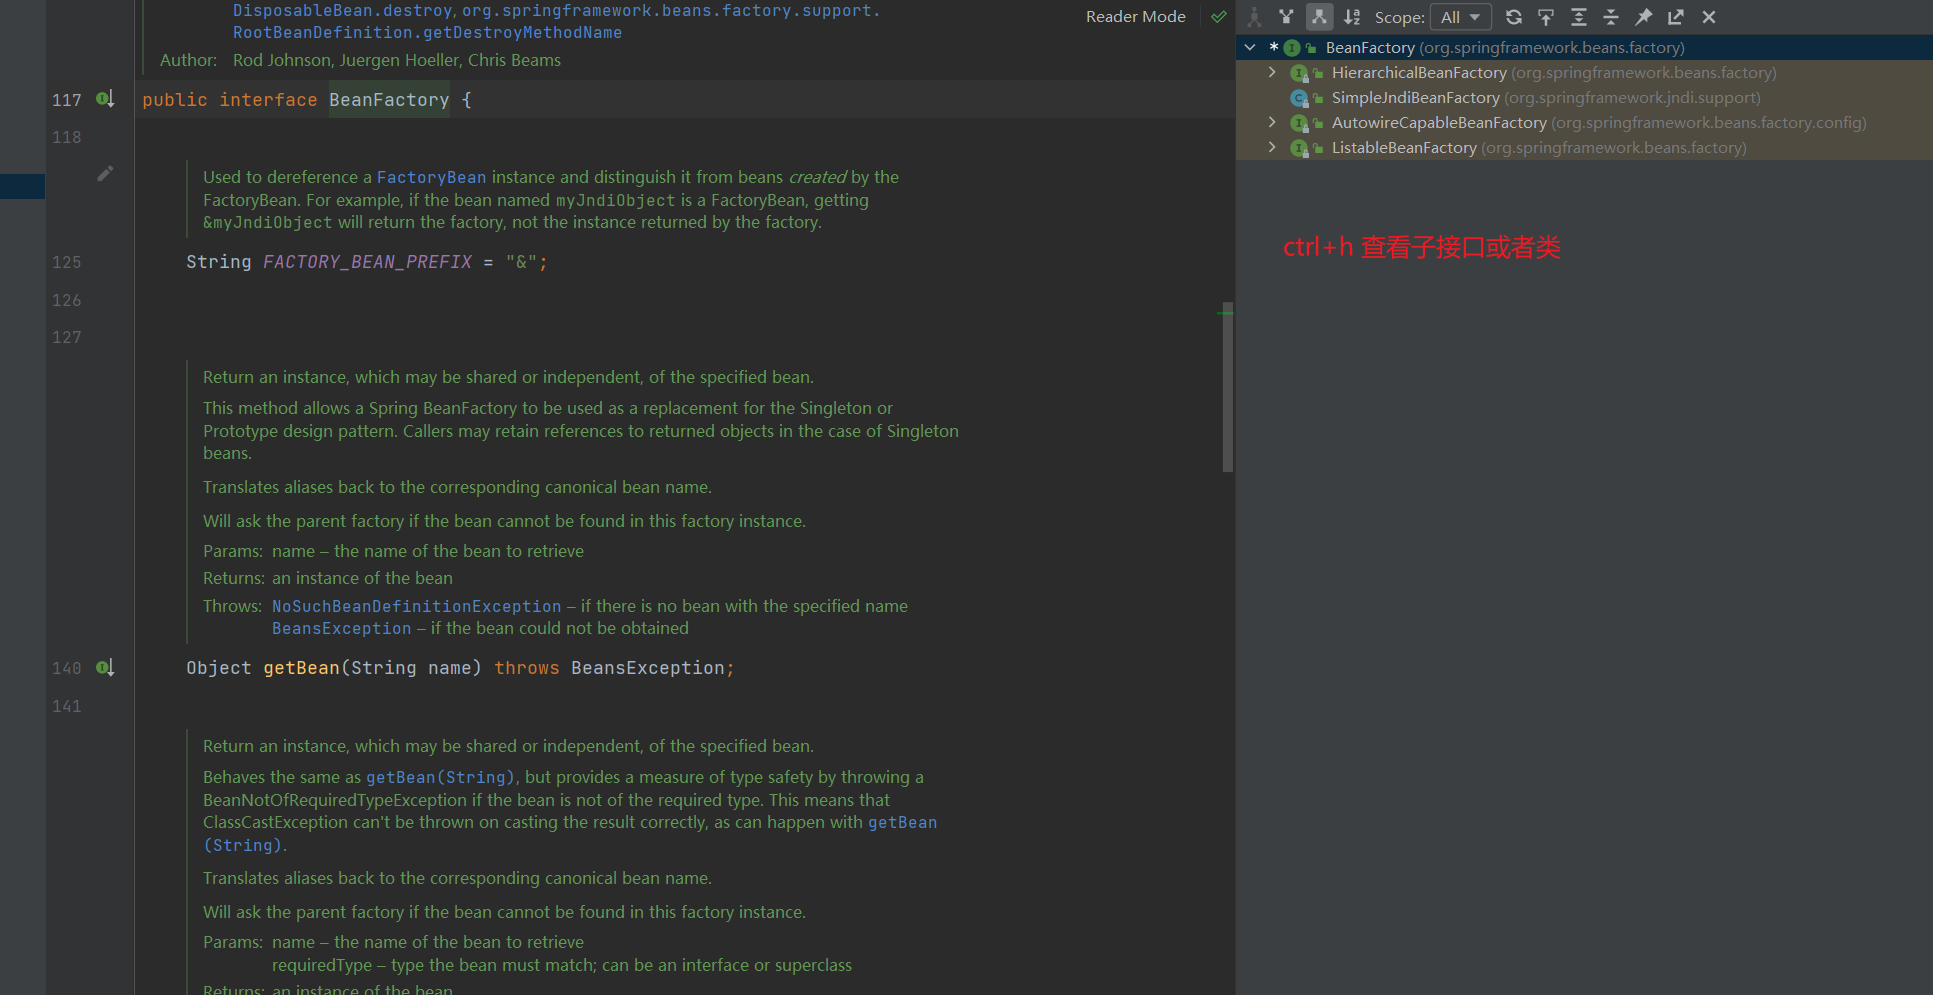 DisposableBean.destroy, org.springframework.beans.factory.support.
RootBeanDefinition.getDestroyMethodName
Author: Rod Johnson, Juergen Hoeller, Chris Beams
Reader Mode
117 public interface BeanFactory {
118
Used to dereference a FactoryBean instance and distinguish it from beans created by the
FactoryBean. For example, if the bean named myJndiObject is a FactoryBean, getting
&myJndiObject will return the factory, not the instance returned by the factory.
125 String FACTORY_BEAN_PREFIX = "&";
126
127
Return an instance, which may be shared or independent, of the specified bean.
This method allows a Spring BeanFactory to be used as a replacement for the Singleton or
Prototype design pattern. Callers may retain references to returned objects in the case of Singleton
beans.
Translates aliases back to the corresponding canonical bean name.
Will ask the parent factory if the bean cannot be found in this factory instance.
Params: name – the name of the bean to retrieve
Returns: an instance of the bean
Throws: NoSuchBeanDefinitionException – if there is no bean with the specified name
BeansException – if the bean could not be obtained
140 Object getBean(String name) throws BeansException;
141
Return an instance, which may be shared or independent, of the specified bean.
Behaves the same as getBean(String), but provides a measure of type safety by throwing a
BeanNotOfRequiredTypeException if the bean is not of the required type. This means that
ClassCastException can't be thrown on casting the result correctly, as can happen with getBean
(String).
Translates aliases back to the corresponding canonical bean name.
Will ask the parent factory if the bean cannot be found in this factory instance.
Params: name – the name of the bean to retrieve
requiredType – type the bean must match; can be an interface or superclass
Returns: an instance of the bean
Scope: All
* BeanFactory (org.springframework.beans.factory)
HierarchicalBeanFactory (org.springframework.beans.factory)
SimpleJndiBeanFactory (org.springframework.jndi.support)
AutowireCapableBeanFactory (org.springframework.beans.factory.config)
ListableBeanFactory (org.springframework.beans.factory)
ctrl+h 查看子接口或者类